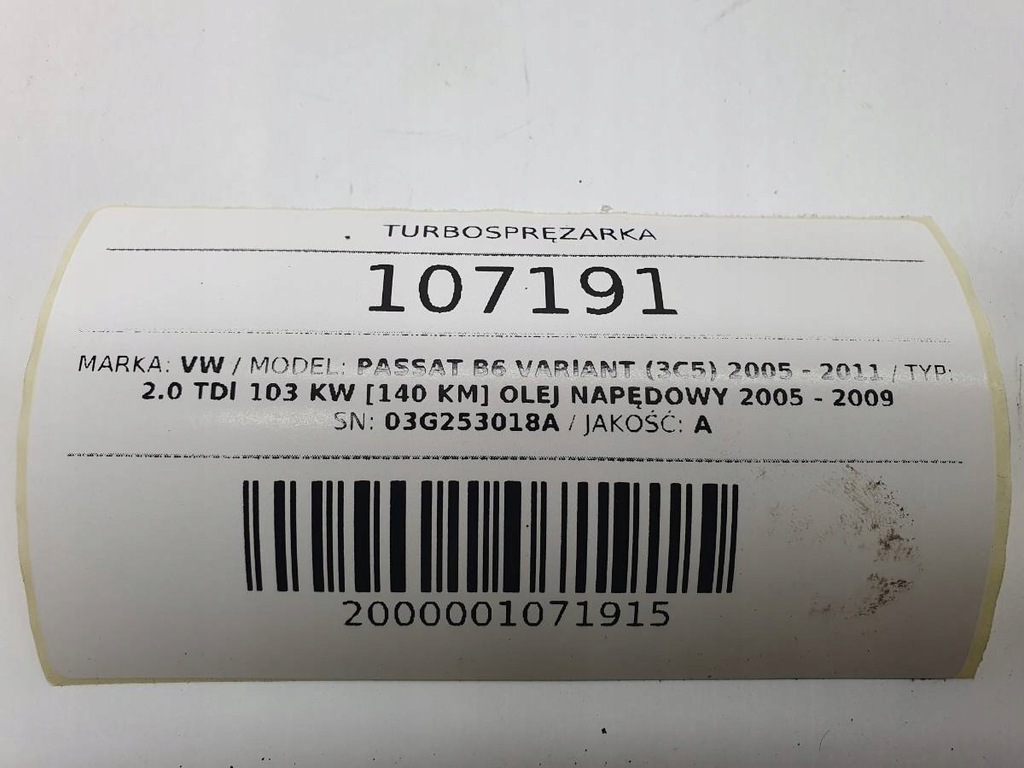 TURBOSPRĘŻARKA
107191
MARKA: VW / MODEL: PASSAT B6 VARIANT (3C5) 2005 - 2011 / TYP:
2.0 TDI 103 KW [140 KM] OLEJ NAPĘDOWY 2005 - 2009
SN: 03G253018A / JAKOŚĆ: A
2000001071915